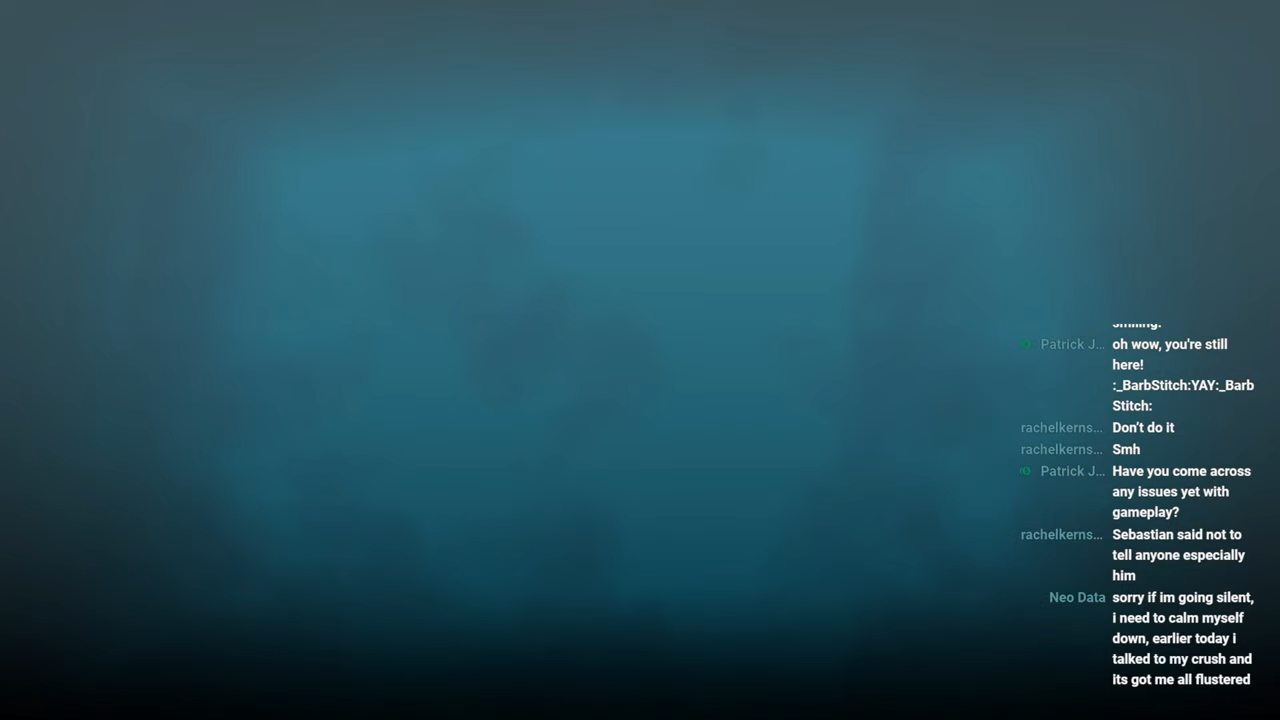 smiling.
Patrick J... oh wow, you're still
here!
:_BarbStitch:YAY:_Barb
Stitch:
rachelkerns... Don't do it
rachelkerns... Smh
Patrick J... Have you come across
any issues yet with
gameplay?
rachelkerns... Sebastian said not to
tell anyone especially
him
Neo Data sorry if im going silent,
i need to calm myself
down, earlier today i
talked to my crush and
its got me all flustered